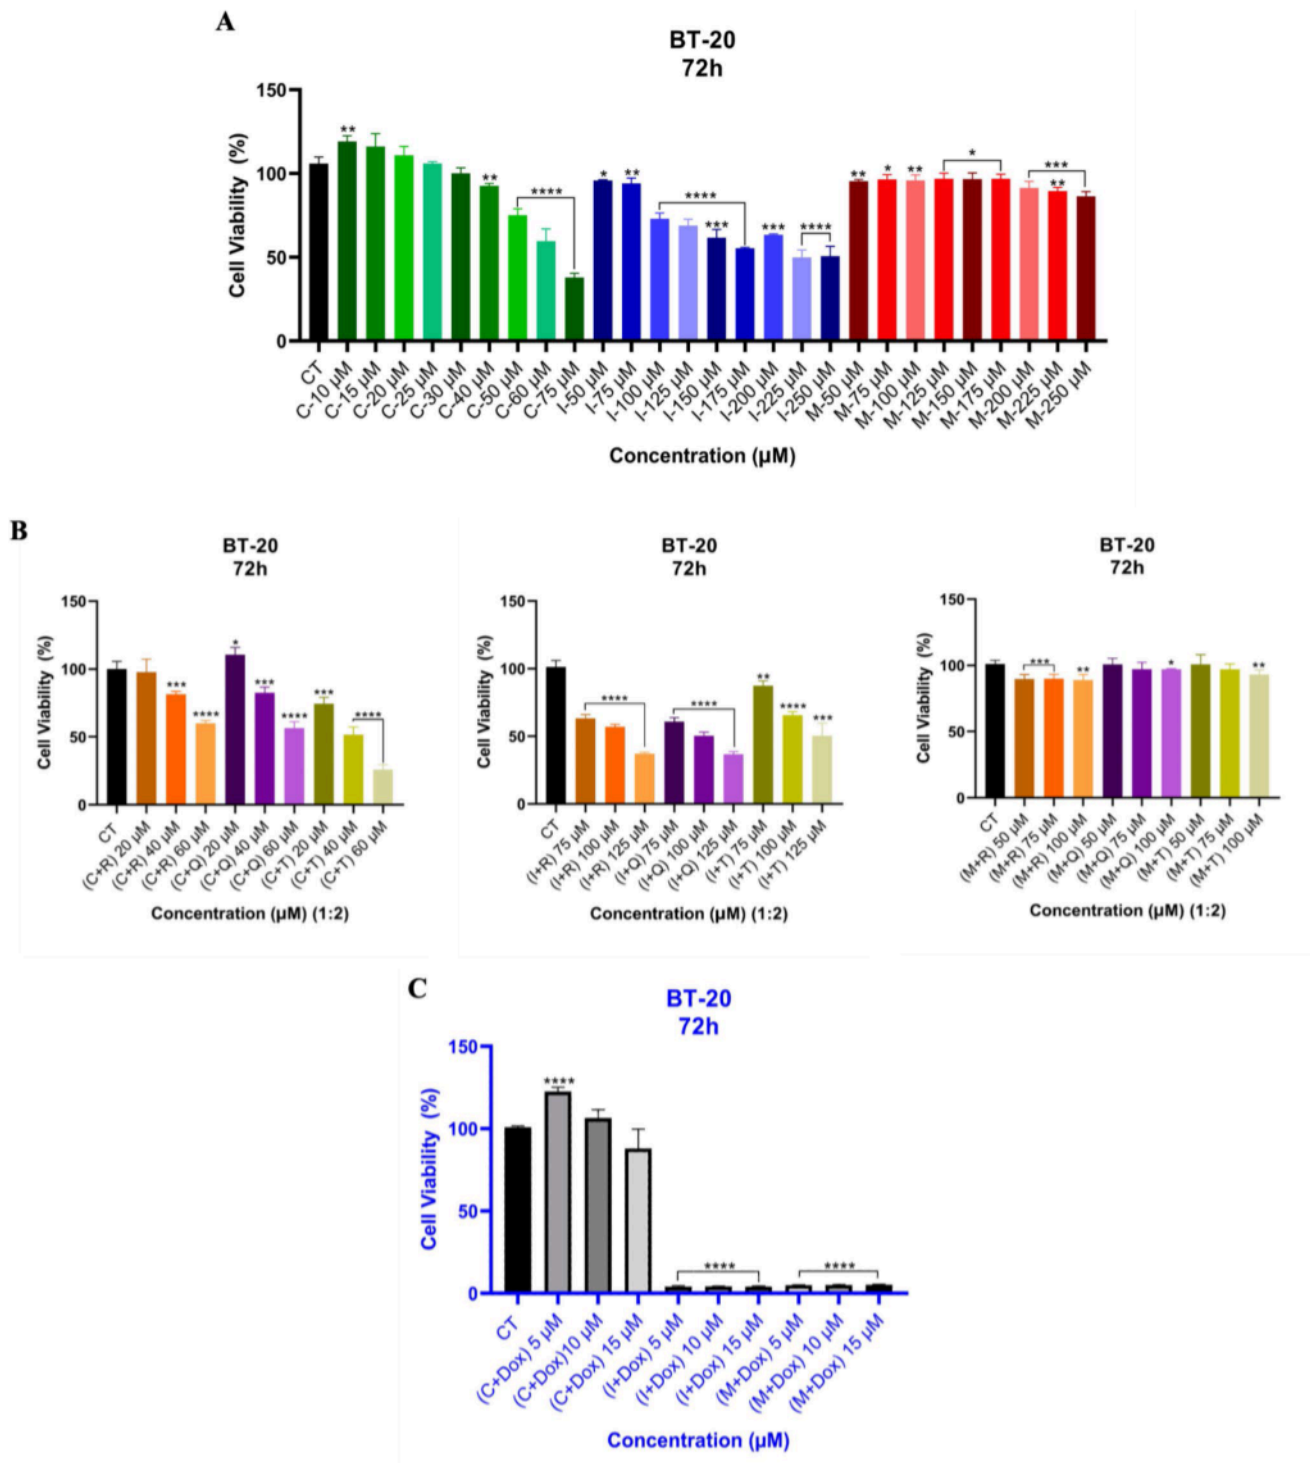 A
BT-20
72h
Cell Viability (%)
150
100
50
0
**
**
****
*
**
****
***
***
****
**
*
**
*
***
**
CT
C-10 µM
C-15 µM
C-20 µM
C-25 µM
C-30 µM
C-40 µM
C-50 µM
C-60 µM
C-75 µM
I-50 µM
I-75 µM
I-100 µM
I-125 µM
I-150 µM
I-175 µM
I-200 µM
I-225 µM
I-250 µM
M-50 µM
M-75 µM
M-100 µM
M-125 µM
M-150 µM
M-175 µM
M-200 µM
M-225 µM
M-250 µM
Concentration (µM)
B
BT-20
72h
Cell Viability (%)
150
100
50
0
***
****
*
***
****
***
****
CT
(C+R) 20 µM
(C+R) 40 µM
(C+R) 60 µM
(C+Q) 20 µM
(C+Q) 40 µM
(C+Q) 60 µM
(C+T) 20 µM
(C+T) 40 µM
(C+T) 60 µM
Concentration (µM) (1:2)
BT-20
72h
Cell Viability (%)
150
100
50
0
****
****
**
****
***
CT
(I+R) 75 µM
(I+R) 100 µM
(I+R) 125 µM
(I+Q) 75 µM
(I+Q) 100 µM
(I+Q) 125 µM
(I+T) 75 µM
(I+T) 100 µM
(I+T) 125 µM
Concentration (µM) (1:2)
BT-20
72h
Cell Viability (%)
150
100
50
0
***
**
*
**
CT
(M+R) 50 µM
(M+R) 75 µM
(M+R) 100 µM
(M+Q) 50 µM
(M+Q) 75 µM
(M+Q) 100 µM
(M+T) 50 µM
(M+T) 75 µM
(M+T) 100 µM
Concentration (µM) (1:2)
C
BT-20
72h
Cell Viability (%)
150
100
50
0
****
****
****
CT
(C+Dox) 5 µM
(C+Dox)10 µM
(C+Dox) 15 µM
(I+Dox) 5 µM
(I+Dox) 10 µM
(I+Dox) 15 µM
(M+Dox) 5 µM
(M+Dox) 10 µM
(M+Dox) 15 µM
Concentration (µM)